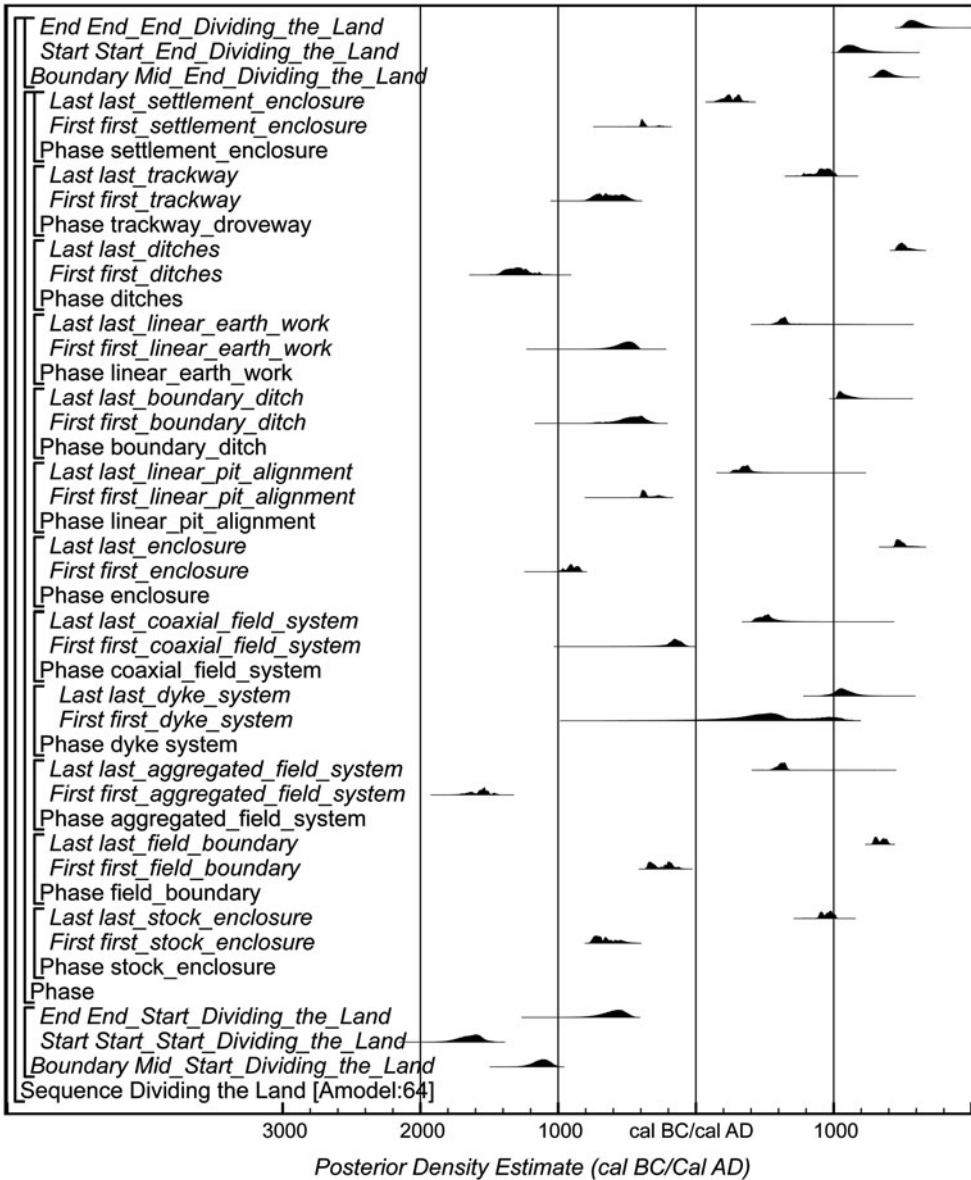 End End_End_Dividing_the_Land
Start Start_End_Dividing_the_Land
Boundary Mid_End_Dividing_the_Land
Last last_settlement_enclosure
First first_settlement_enclosure
Phase settlement_enclosure
Last last_trackway
First first_trackway
Phase trackway_droveway
Last last_ditches
First first_ditches
Phase ditches
Last last_linear_earth_work
First first_linear_earth_work
Phase linear_earth_work
Last last_boundary_ditch
First first_boundary_ditch
Phase boundary_ditch
Last last_linear_pit_alignment
First first_linear_pit_alignment
Phase linear_pit_alignment
Last last_enclosure
First first_enclosure
Phase enclosure
Last last_coaxial_field_system
First first_coaxial_field_system
Phase coaxial_field_system
Last last_dyke_system
First first_dyke_system
Phase dyke system
Last last_aggregated_field_system
First first_aggregated_field_system
Phase aggregated_field_system
Last last_field_boundary
First first_field_boundary
Phase field_boundary
Last last_stock_enclosure
First first_stock_enclosure
Phase stock_enclosure
Phase
End End_Start_Dividing_the_Land
Start Start_Start_Dividing_the_Land
Boundary Mid_Start_Dividing_the_Land
Sequence Dividing the Land [Amodel:64]
3000 2000 1000 cal BC/cal AD 1000
Posterior Density Estimate (cal BC/Cal AD)